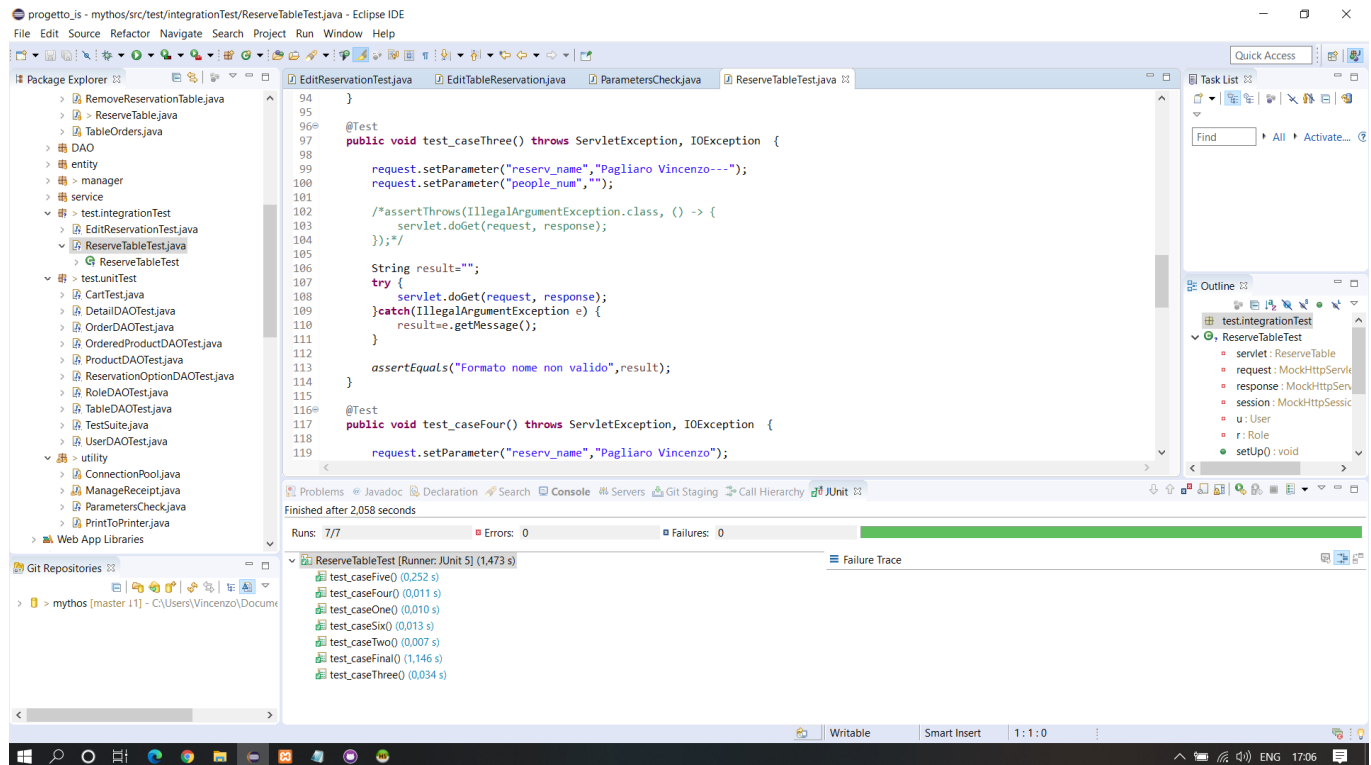 progetto_is - mythos/src/test/integrationTest/ReserveTableTest.java - Eclipse IDE
File Edit Source Refactor Navigate Search Project Run Window Help
Quick Access
Package Explorer
RemoveReservationTable.java
> ReserveTable.java
TableOrders.java
DAO
entity
> manager
service
> test.integrationTest
EditReservationTest.java
ReserveTableTest.java
ReserveTableTest
> test.unitTest
CartTest.java
DetailDAOTest.java
OrderDAOTest.java
OrderedProductDAOTest.java
ProductDAOTest.java
ReservationOptionDAOTest.java
RoleDAOTest.java
TableDAOTest.java
TestSuite.java
UserDAOTest.java
> utility
ConnectionPool.java
ManageReceipt.java
ParametersCheck.java
PrintToPrinter.java
Web App Libraries
Git Repositories
> mythos [master ↓1] - C:\Users\Vincenzo\Docume
EditReservationTest.java EditTableReservation.java ParametersCheck.java ReserveTableTest.java
94 }
95
96 @Test
97 public void test_caseThree() throws ServletException, IOException {
98
99 request.setParameter("reserv_name","Pagliaro Vincenzo---");
100 request.setParameter("people_num","");
101
102 /*assertThrows(IllegalArgumentException.class, () -> {
103 servlet.doGet(request, response);
104 });*/
105
106 String result="";
107 try {
108 servlet.doGet(request, response);
109 }catch(IllegalArgumentException e) {
110 result=e.getMessage();
111 }
112
113 assertEquals("Formato nome non valido",result);
114 }
115
116 @Test
117 public void test_caseFour() throws ServletException, IOException {
118
119 request.setParameter("reserv_name","Pagliaro Vincenzo");
Task List
Find All Activate...
Outline
test.integrationTest
ReserveTableTest
servlet : ReserveTable
request : MockHttpServle
response : MockHttpServ
session : MockHttpSessic
u : User
r : Role
setUp() : void
Problems Javadoc Declaration Search Console Servers Git Staging Call Hierarchy JUnit
Finished after 2,058 seconds
Runs: 7/7 Errors: 0 Failures: 0
ReserveTableTest [Runner: JUnit 5] (1,473 s)
test_caseFive() (0,252 s)
test_caseFour() (0,011 s)
test_caseOne() (0,010 s)
test_caseSix() (0,013 s)
test_caseTwo() (0,007 s)
test_caseFinal() (1,146 s)
test_caseThree() (0,034 s)
Failure Trace
Writable Smart Insert 1 : 1 : 0
ENG 17:06